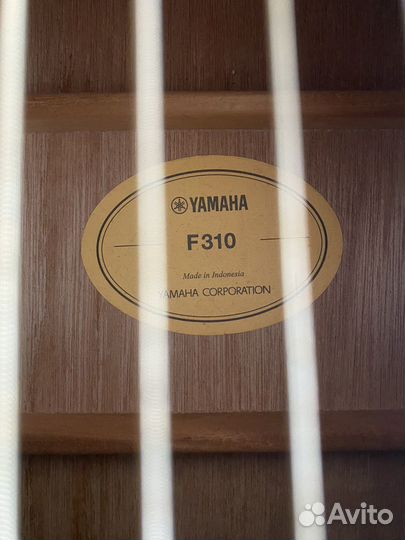 YAMAHA
F310
Made in Indonesia
YAMAHA CORPORATION
Avito